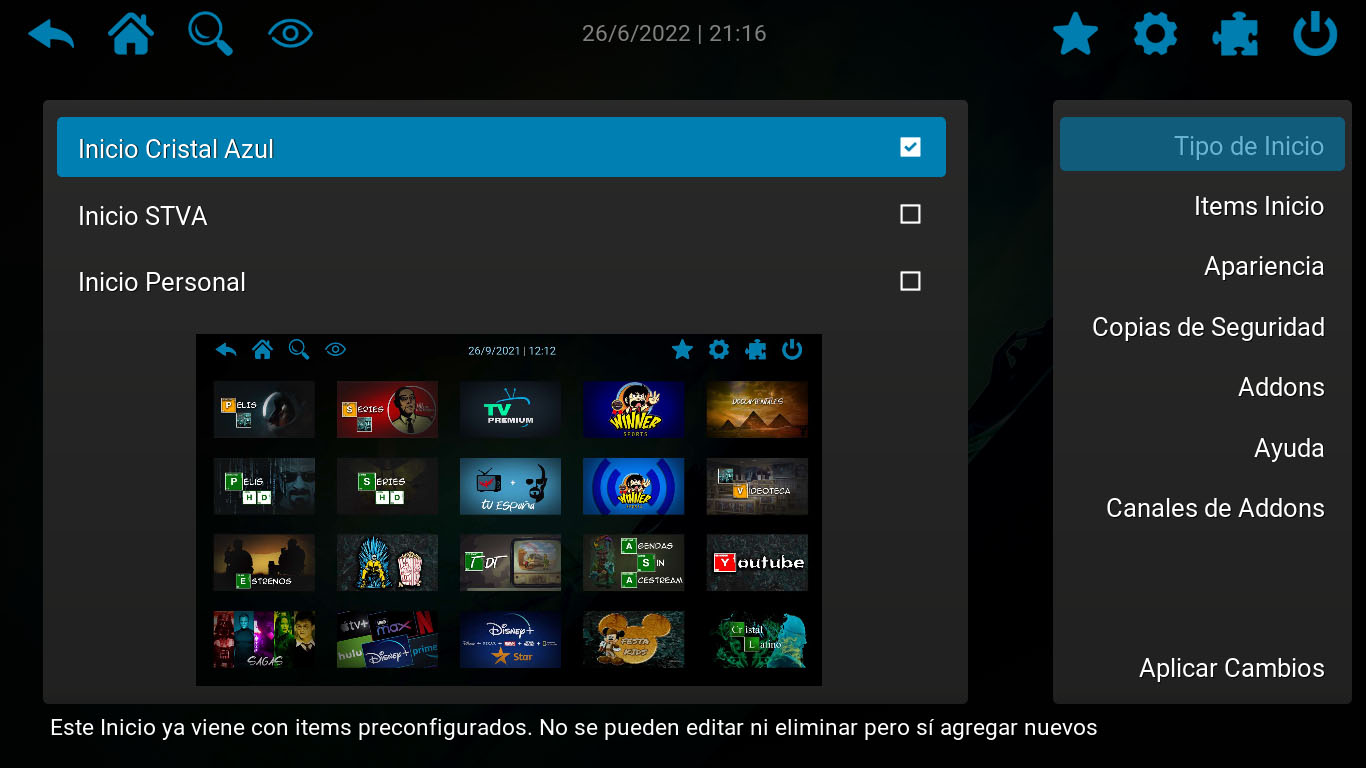 26/6/2022 | 21:16
Inicio Cristal Azul
Inicio STVA
Inicio Personal
Tipo de Inicio
Items Inicio
Apariencia
Copias de Seguridad
Addons
Ayuda
Canales de Addons
Aplicar Cambios
26/9/2021 | 12:12
PELIS
SERIES
TV PREMIUM
WINNER SPORTS
DOCUMENTALES
PELIS HD
SERIES HD
+
TV España
WINNER
VIDEOTECA
ESTRENOS
TDT
AGENDAS
SIN
ACESTREAM
Youtube
SAGAS
tv+
max
N
hulu
Disney+
prime
Disney+
Star
FIESTA KIDS
Cristal
Latino
Este Inicio ya viene con items preconfigurados. No se pueden editar ni eliminar pero sí agregar nuevos